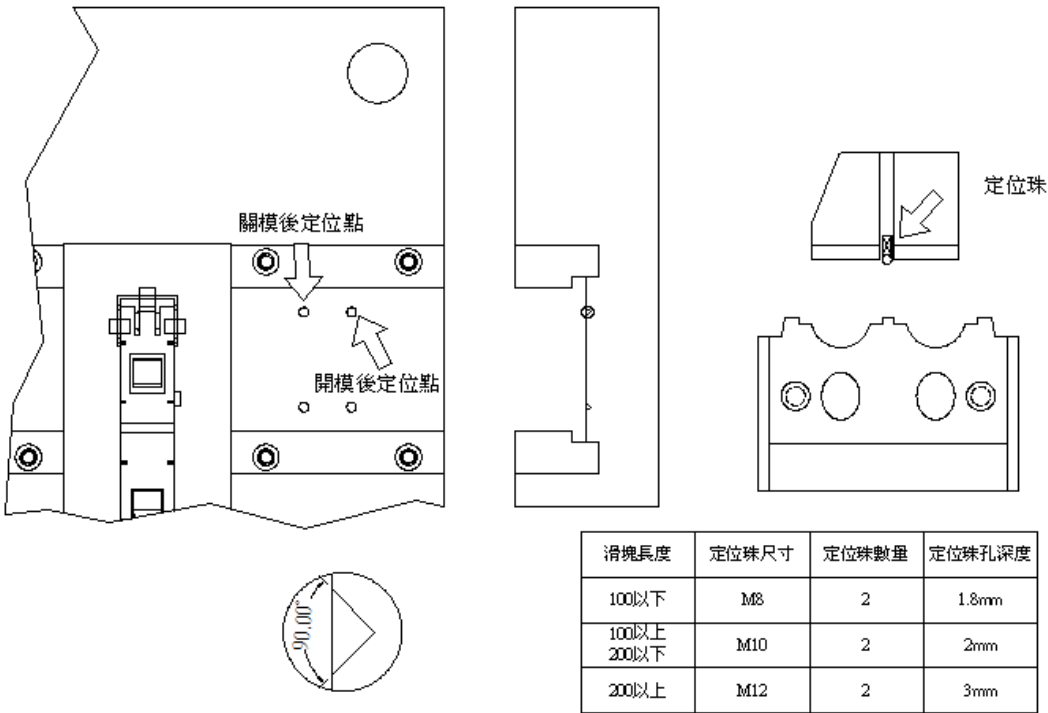 定位珠
關模後定位點
開模後定位點
90.00°
滑塊長度 定位珠尺寸 定位珠數量 定位珠孔深度
100以下 M8 2 1.8mm
100以上
200以下 M10 2 2mm
200以上 M12 2 3mm